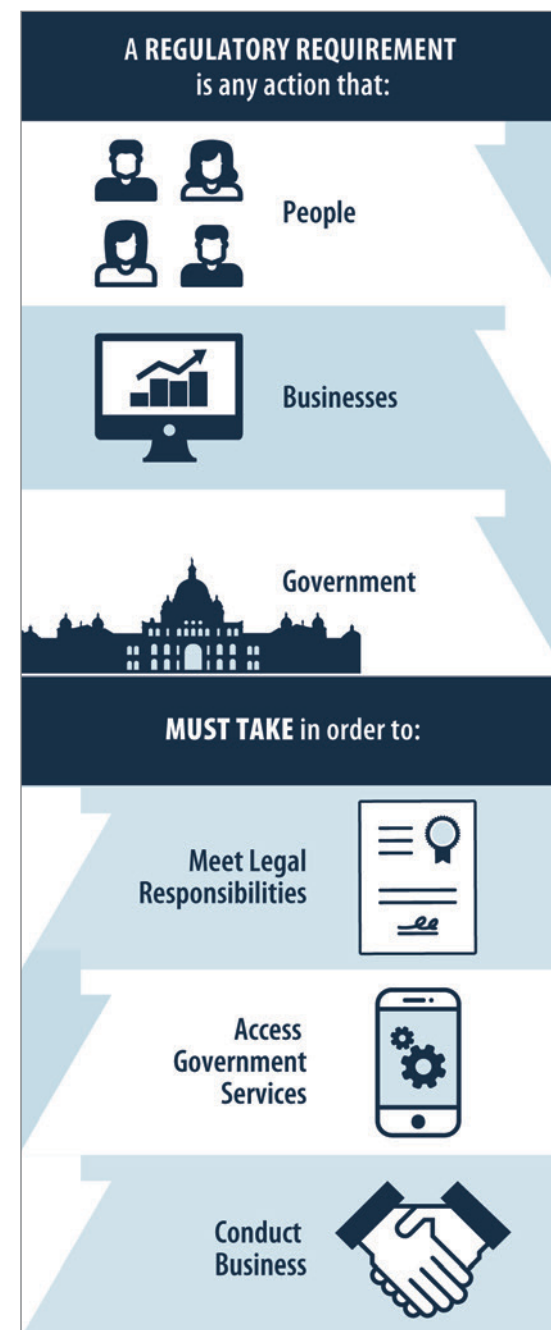 A REGULATORY REQUIREMENT
is any action that:
People
Businesses
Government
MUST TAKE in order to:
Meet Legal
Responsibilities
Access
Government
Services
Conduct
Business